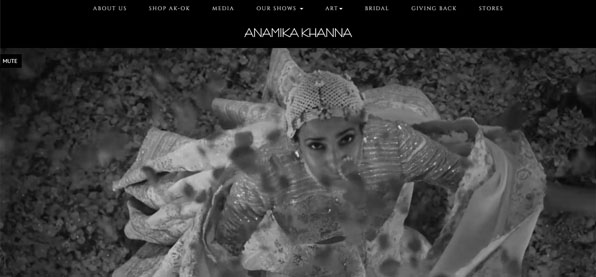 ABOUT US SHOP AK-OK MEDIA OUR SHOWS ART BRIDAL GIVING BACK STORES
ANAMIKA KHANNA
MUTE